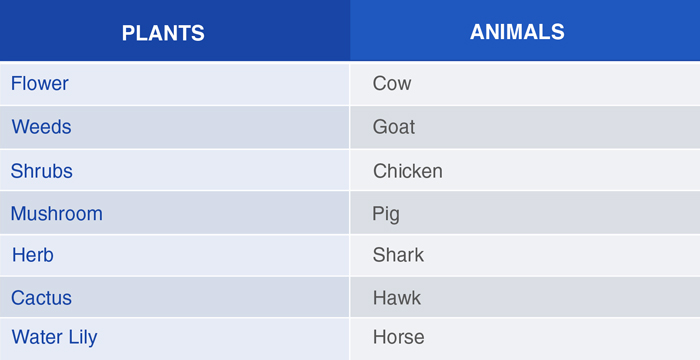 PLANTS ANIMALS
Flower Cow
Weeds Goat
Shrubs Chicken
Mushroom Pig
Herb Shark
Cactus Hawk
Water Lily Horse